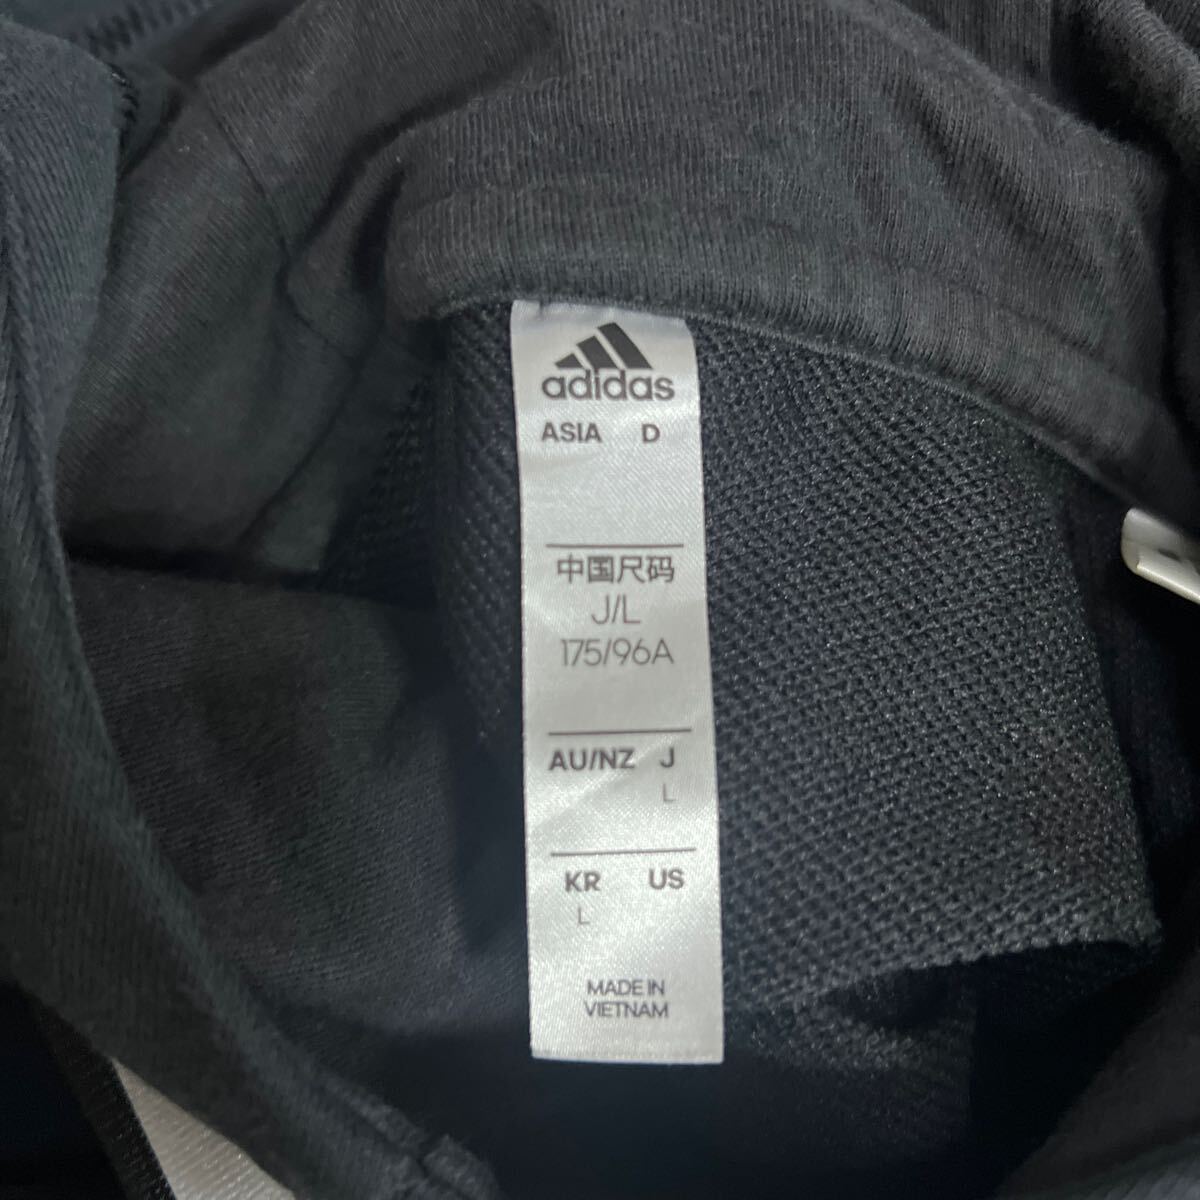 adidas
ASIA D
中国尺码
J/L
175/96A
AU/NZ J
L
KR US
L
MADE IN
VIETNAM